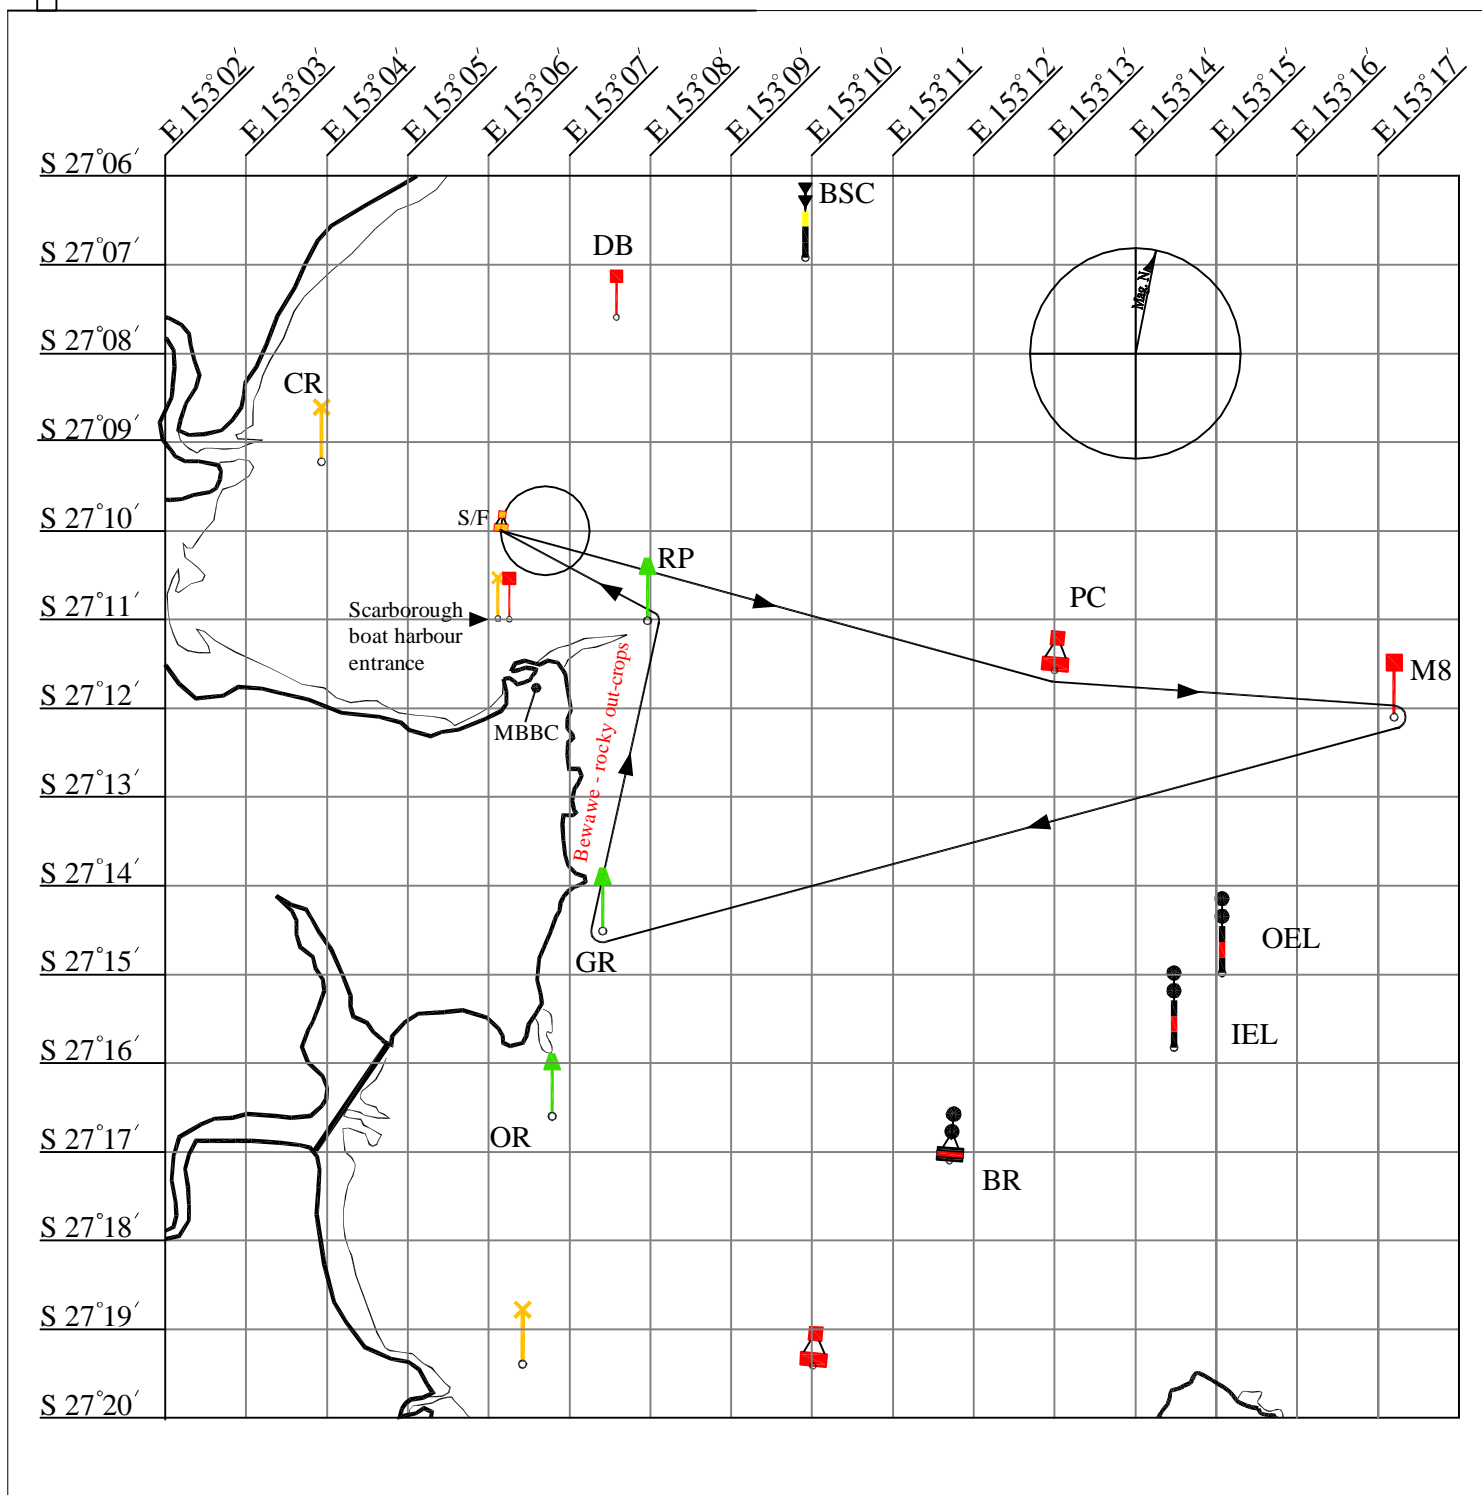 E 153°02′
E 153°03′
E 153°04′
E 153°05′
E 153°06′
E 153°07′
E 153°08′
E 153°09′
E 153°10′
E 153°11′
E 153°12′
E 153°13′
E 153°14′
E 153°15′
E 153°16′
E 153°17′
S 27°06′
BSC
DB
S 27°07′
Mag. N
S 27°08′
CR
S 27°09′
S 27°10′
S/F
RP
S 27°11′
PC
Scarborough
boat harbour
entrance
M8
S 27°12′
MBBC
Bewawe - rocky out-crops
S 27°13′
S 27°14′
GR
OEL
S 27°15′
IEL
S 27°16′
OR
S 27°17′
BR
S 27°18′
S 27°19′
S 27°20′